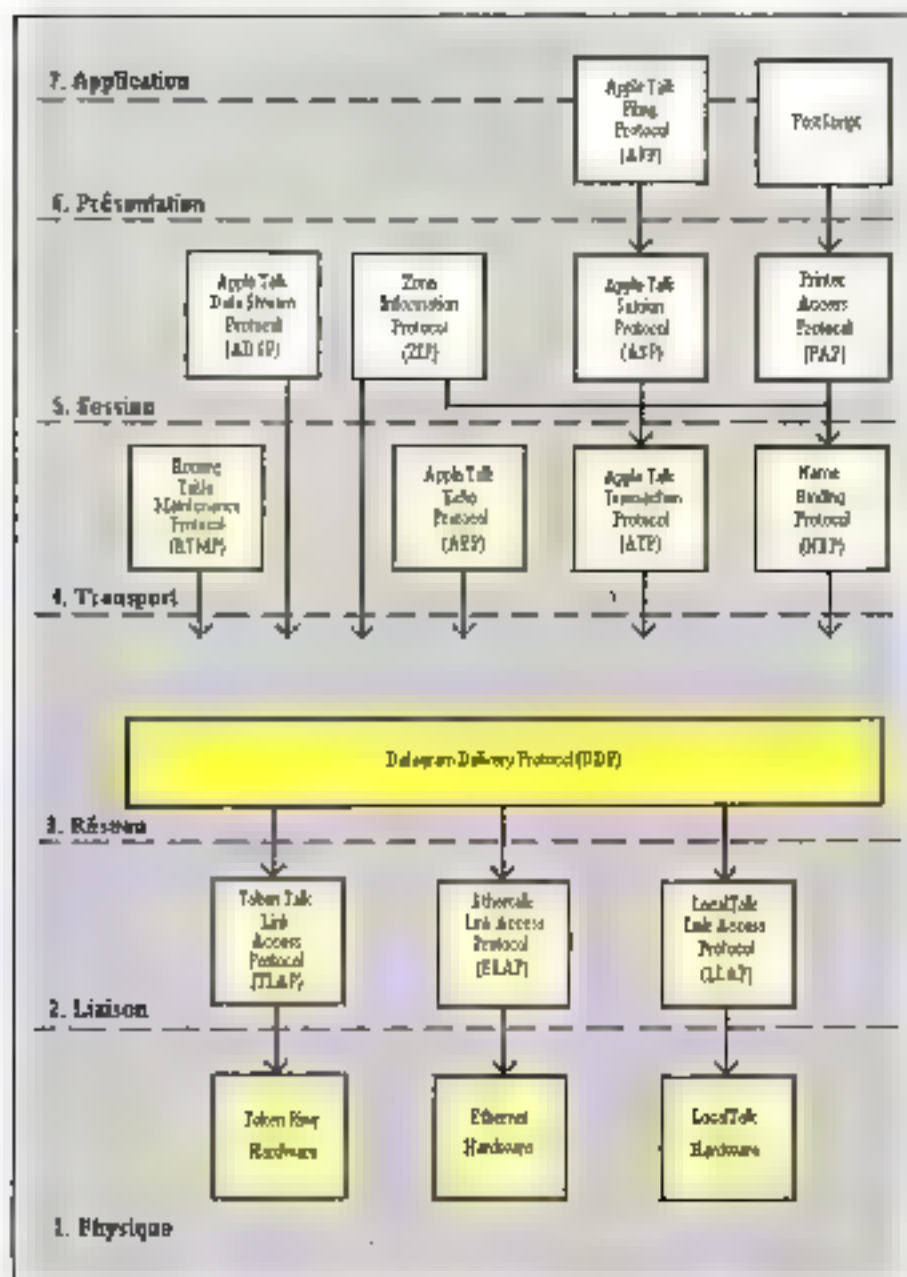 7. Application
Apple Talk
Filing
Protocol
(AFP)
PostScript
6. Présentation
Apple Talk
Data Stream
Protocol
(ADSP)
Zone
Information
Protocol
(ZIP)
Apple Talk
Session
Protocol
(ASP)
Printer
Access
Protocol
(PAP)
5. Session
Routing
Table
Maintenance
Protocol
(RTMP)
Apple Talk
Echo
Protocol
(AEP)
Apple Talk
Transaction
Protocol
(ATP)
Name
Binding
Protocol
(NBP)
4. Transport
Datagram Delivery Protocol (DDP)
3. Réseau
Token Talk
Link
Access
Protocol
(TLAP)
Ethertalk
Link Access
Protocol
(ELAP)
LocalTalk
Link Access
Protocol
(LLAP)
2. Liaison
Token Ring
Hardware
Ethernet
Hardware
LocalTalk
Hardware
1. Physique